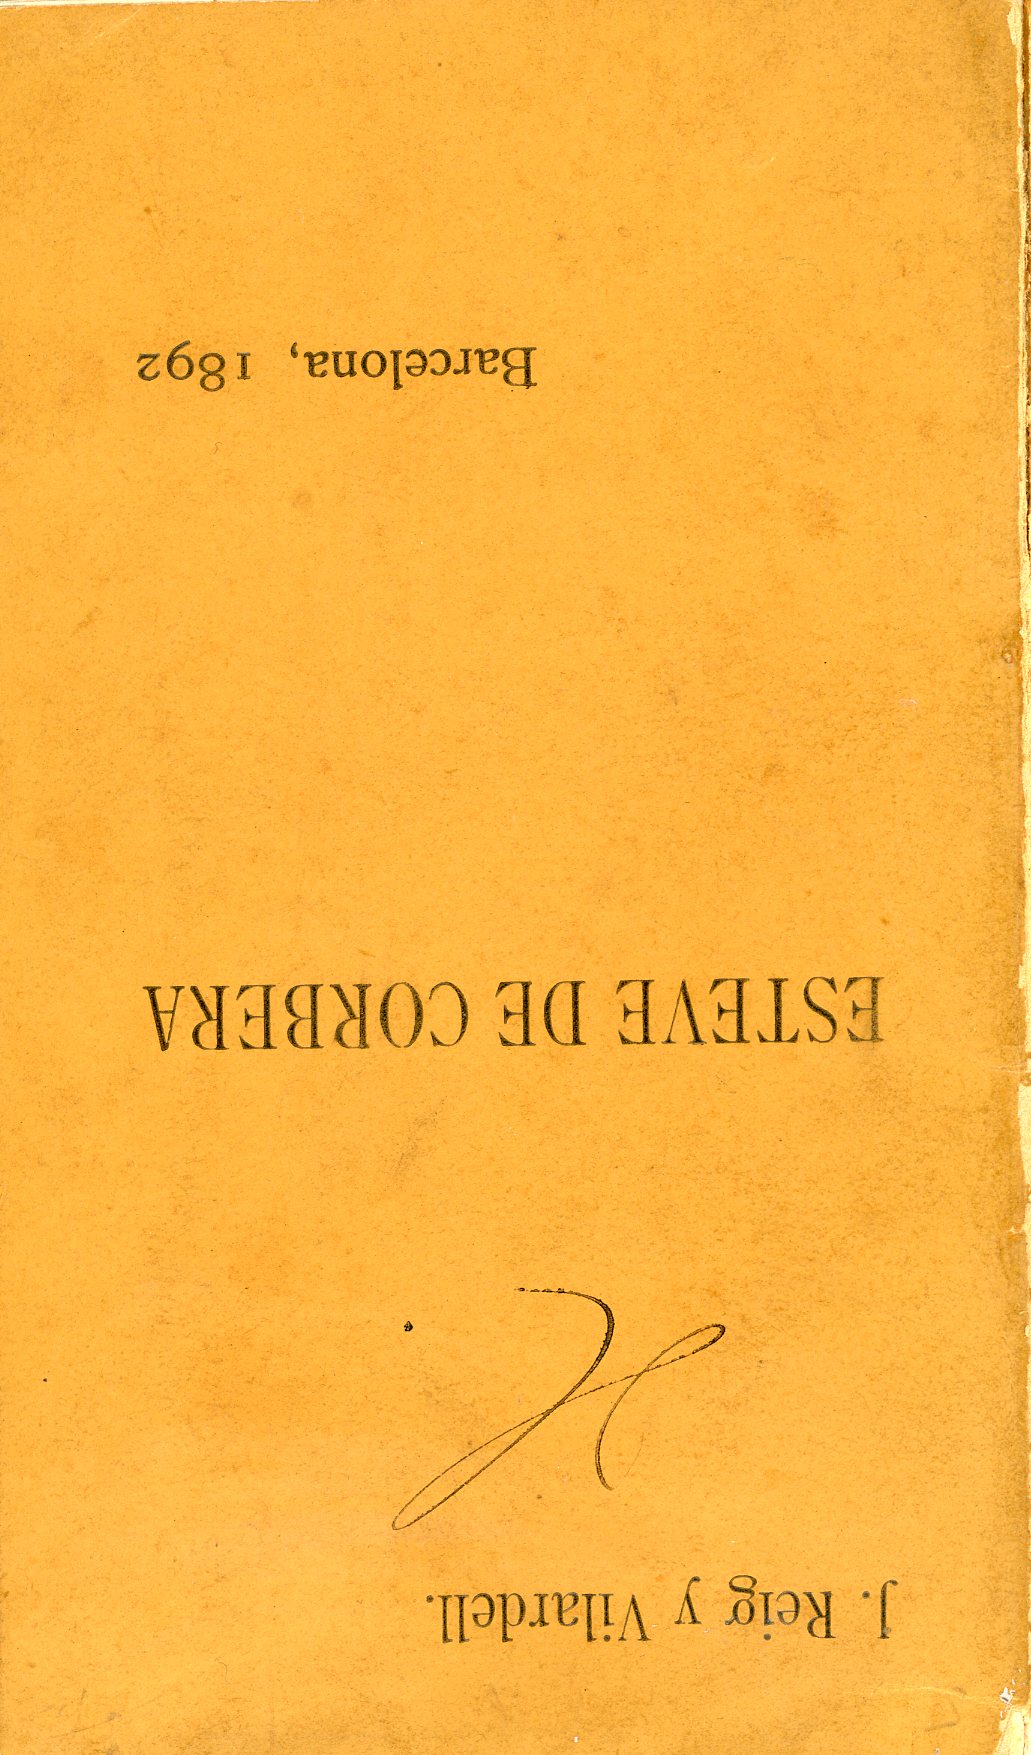 J. Reig y Vilardell.
ESTEVE DE CORBERA
Barcelona, 1892